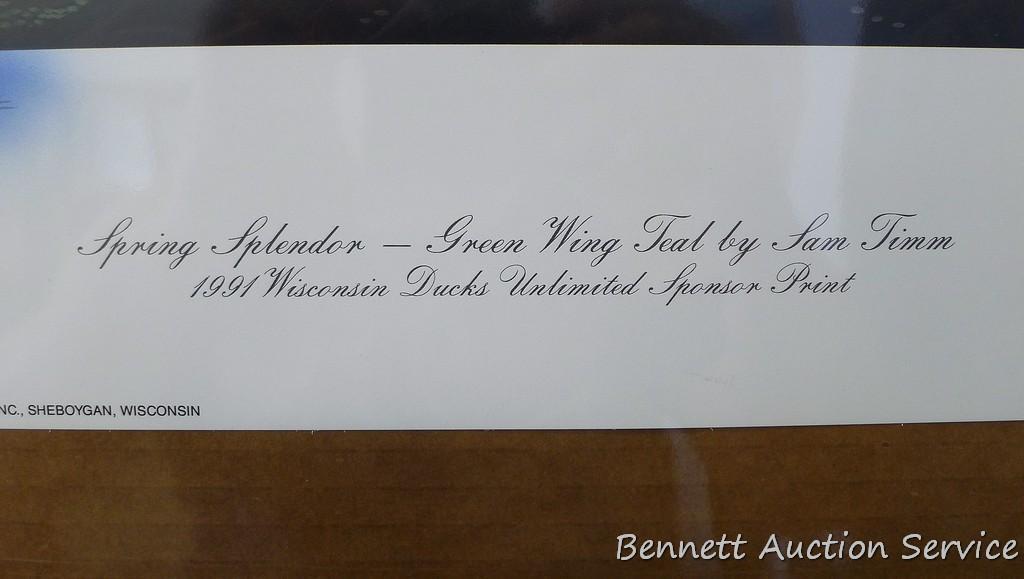 Spring Splendor — Green Wing Teal by Sam Timm
1991 Wisconsin Ducks Unlimited Sponsor Print
NC., SHEBOYGAN, WISCONSIN
Bennett Auction Service